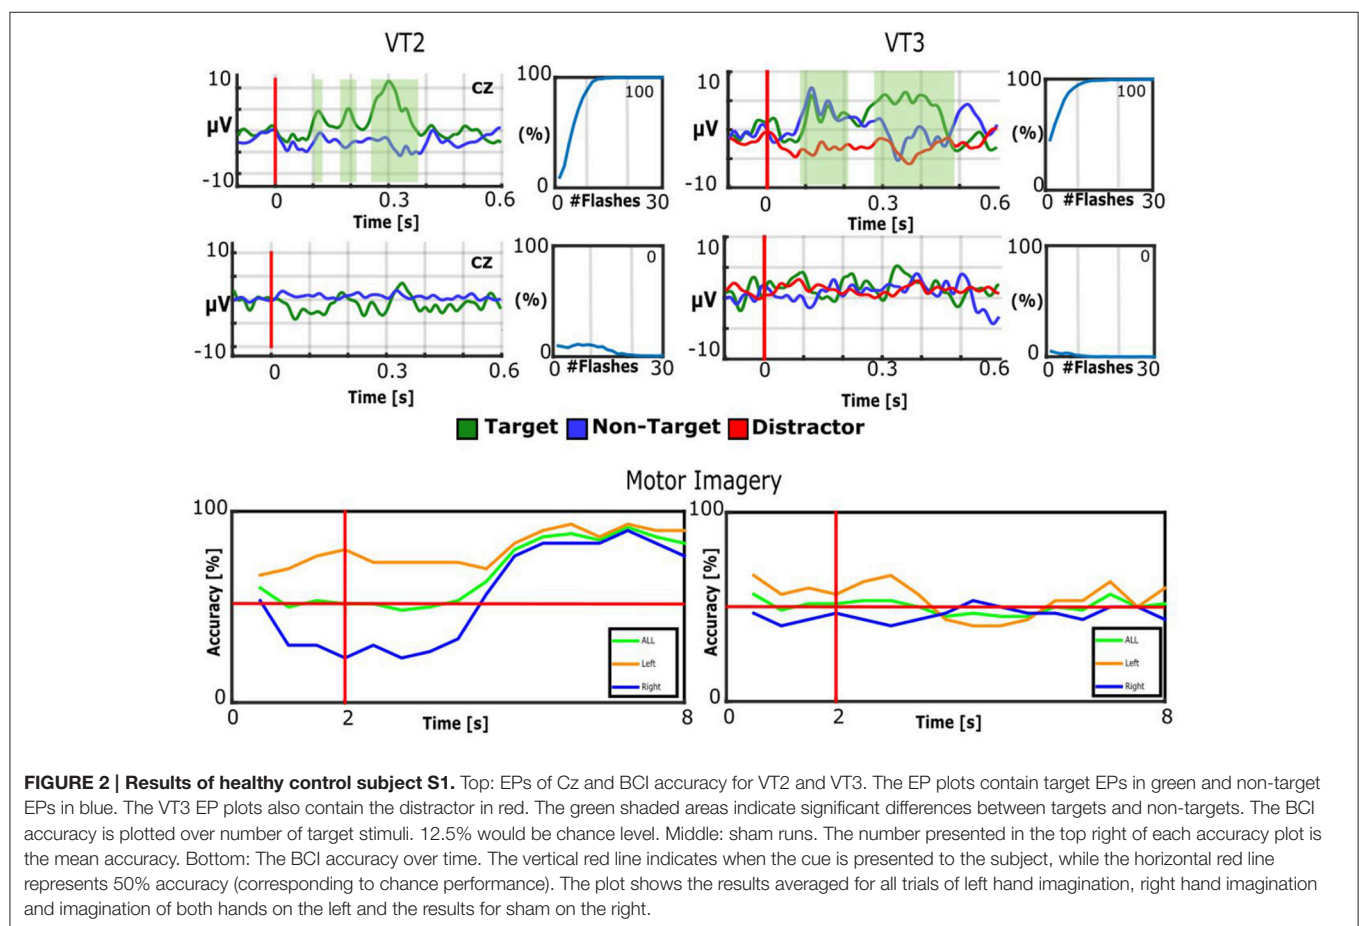 VT2
VT3
10
μV
-10
CZ
0
0.3
0.6
Time [s]
100
(%)
0
100
0
#Flashes
30
10
μV
-10
0
0.3
0.6
Time [s]
100
(%)
0
100
0
#Flashes
30
10
μV
-10
CZ
0
0.3
0.6
Time [s]
100
(%)
0
0
0
#Flashes
30
10
μV
-10
0
0.3
0.6
Time [s]
100
(%)
0
0
0
#Flashes
30
Target Non-Target Distractor
Motor Imagery
100
Accuracy [%]
0
ALL
Left
Right
0
2
Time [s]
8
100
Accuracy [%]
0
ALL
Left
Right
0
2
Time [s]
8
FIGURE 2 | Results of healthy control subject S1. Top: EPs of Cz and BCI accuracy for VT2 and VT3. The EP plots contain target EPs in green and non-target
EPs in blue. The VT3 EP plots also contain the distractor in red. The green shaded areas indicate significant differences between targets and non-targets. The BCI
accuracy is plotted over number of target stimuli. 12.5% would be chance level. Middle: sham runs. The number presented in the top right of each accuracy plot is
the mean accuracy. Bottom: The BCI accuracy over time. The vertical red line indicates when the cue is presented to the subject, while the horizontal red line
represents 50% accuracy (corresponding to chance performance). The plot shows the results averaged for all trials of left hand imagination, right hand imagination
and imagination of both hands on the left and the results for sham on the right.